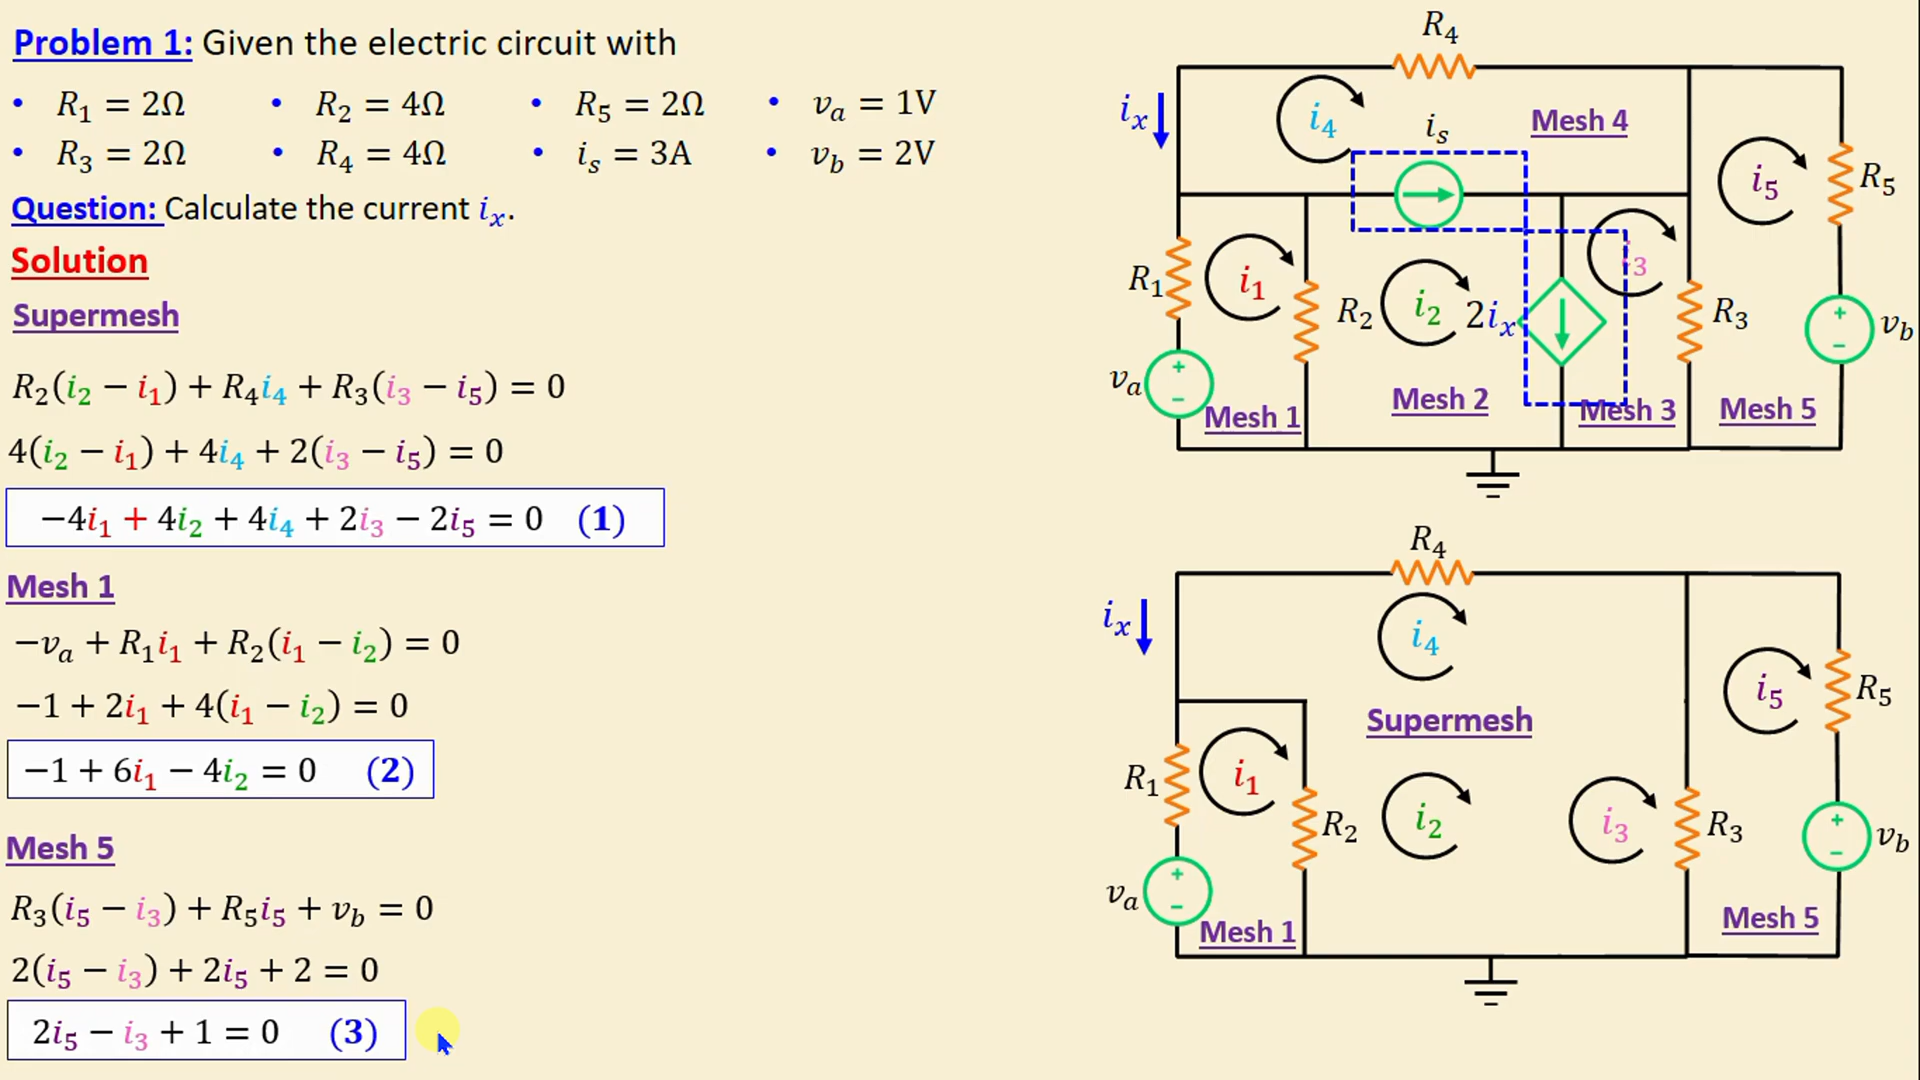 Problem 1: Given the electric circuit with
• R₁ = 2Ω • R₂ = 4Ω • R₅ = 2Ω • vₐ = 1V
• R₃ = 2Ω • R₄ = 4Ω • iₛ = 3A • v_b = 2V
Question: Calculate the current iₓ.
Solution
Supermesh
R₂(i₂ − i₁) + R₄i₄ + R₃(i₃ − i₅) = 0
4(i₂ − i₁) + 4i₄ + 2(i₃ − i₅) = 0
−4i₁ + 4i₂ + 4i₄ + 2i₃ − 2i₅ = 0 (1)
Mesh 1
−vₐ + R₁i₁ + R₂(i₁ − i₂) = 0
−1 + 2i₁ + 4(i₁ − i₂) = 0
−1 + 6i₁ − 4i₂ = 0 (2)
Mesh 5
R₃(i₅ − i₃) + R₅i₅ + v_b = 0
2(i₅ − i₃) + 2i₅ + 2 = 0
2i₅ − i₃ + 1 = 0 (3)
R₄
iₓ
i₄
iₛ
Mesh 4
i₅
R₅
R₁
i₁
R₂
i₂
2iₓ
i₃
R₃
vₐ
+
−
+
−
v_b
Mesh 1
Mesh 2
Mesh 3
Mesh 5
R₄
iₓ
i₄
i₅
R₅
Supermesh
R₁
i₁
R₂
i₂
i₃
R₃
vₐ
+
−
+
−
v_b
Mesh 1
Mesh 5